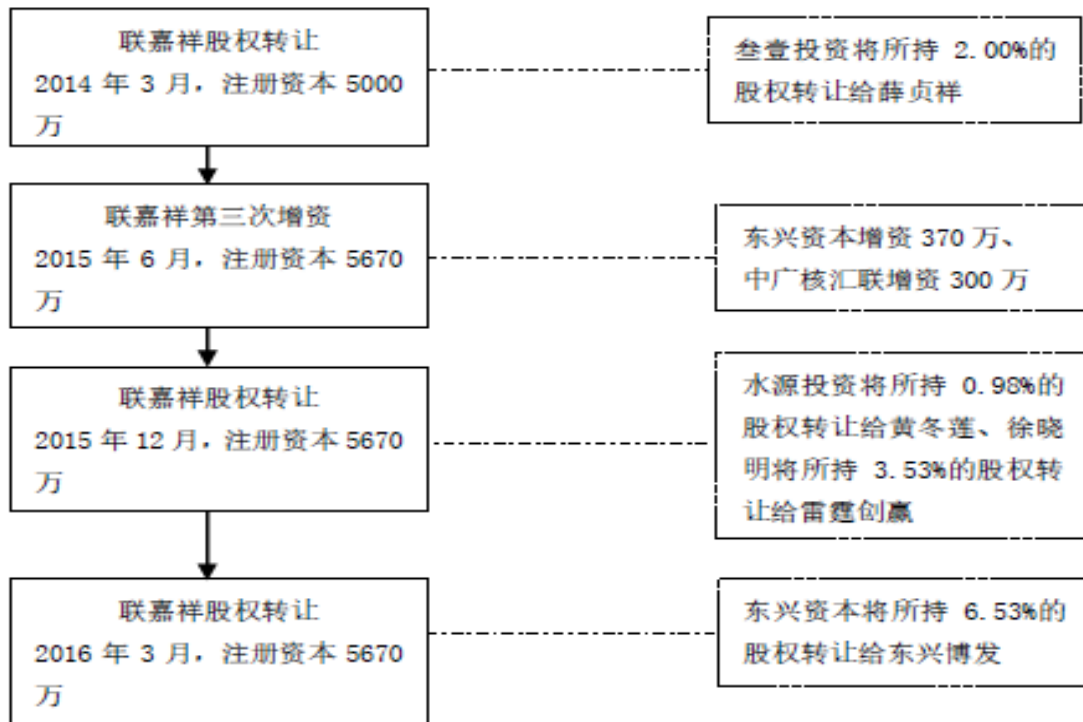 联嘉祥股权转让
2014 年 3 月，注册资本 5000
万
叁壹投资将所持 2.00%的
股权转让给薛贞祥
联嘉祥第三次增资
2015 年 6 月，注册资本 5670
万
东兴资本增资 370 万、
中广核汇联增资 300 万
联嘉祥股权转让
2015 年 12 月，注册资本 5670
万
水源投资将所持 0.98%的
股权转让给黄冬莲、徐晓
明将所持 3.53%的股权转
让给雷霆创赢
联嘉祥股权转让
2016 年 3 月，注册资本 5670
万
东兴资本将所持 6.53%的
股权转让给东兴博发